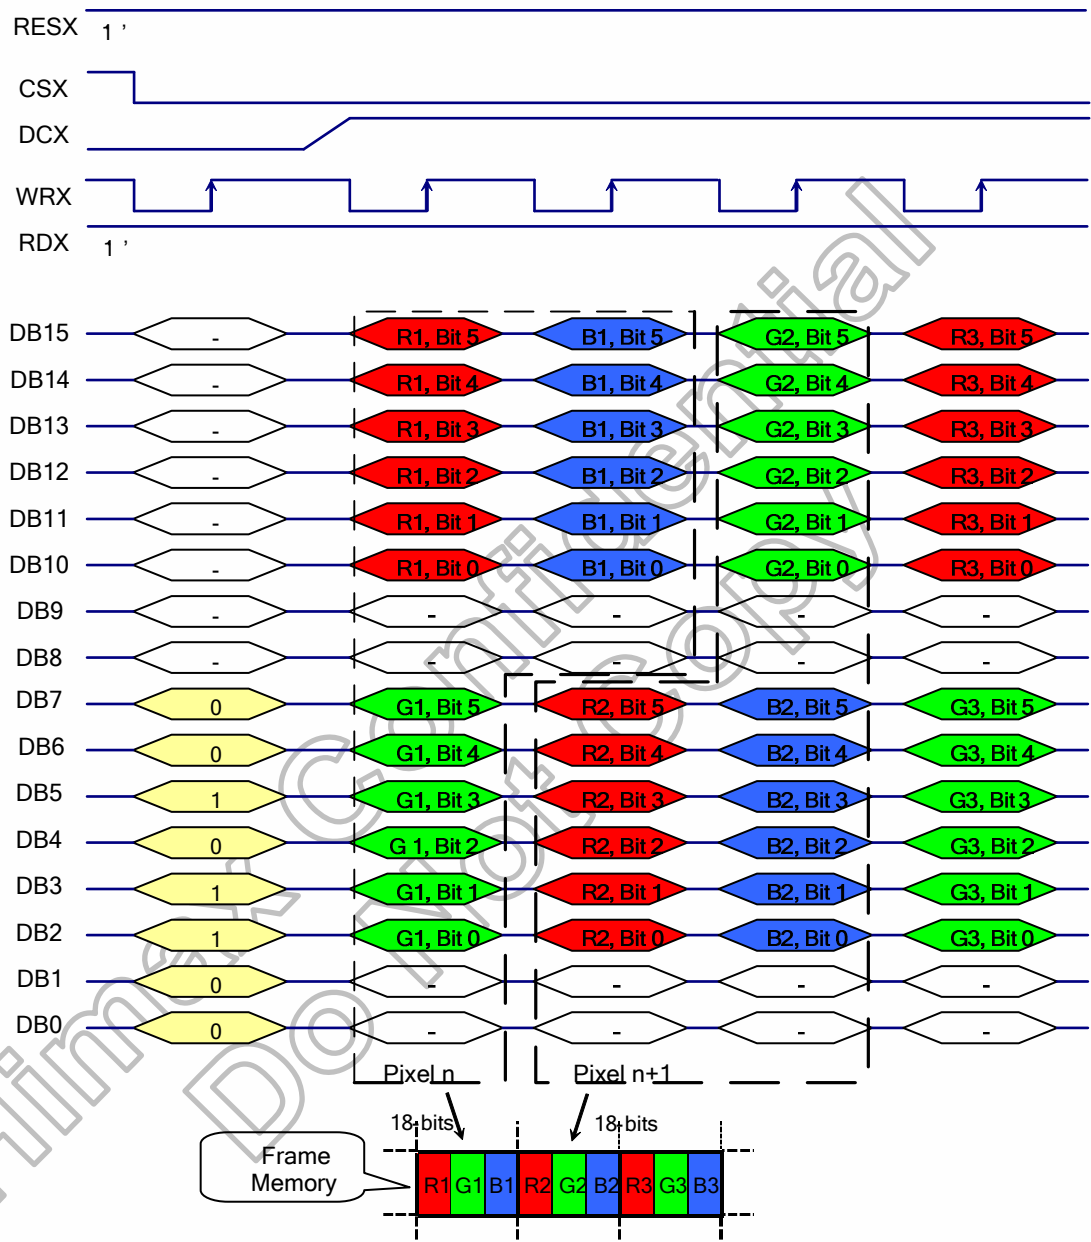 RESX 1 ’
CSX
DCX
WRX
RDX 1 ’
DB15 - R1, Bit 5 B1, Bit 5 G2, Bit 5 R3, Bit 5
DB14 - R1, Bit 4 B1, Bit 4 G2, Bit 4 R3, Bit 4
DB13 - R1, Bit 3 B1, Bit 3 G2, Bit 3 R3, Bit 3
DB12 - R1, Bit 2 B1, Bit 2 G2, Bit 2 R3, Bit 2
DB11 - R1, Bit 1 B1, Bit 1 G2, Bit 1 R3, Bit 1
DB10 - R1, Bit 0 B1, Bit 0 G2, Bit 0 R3, Bit 0
DB9 - - - - -
DB8 - - - - -
DB7 0 G1, Bit 5 R2, Bit 5 B2, Bit 5 G3, Bit 5
DB6 0 G1, Bit 4 R2, Bit 4 B2, Bit 4 G3, Bit 4
DB5 1 G1, Bit 3 R2, Bit 3 B2, Bit 3 G3, Bit 3
DB4 0 G 1, Bit 2 R2, Bit 2 B2, Bit 2 G3, Bit 2
DB3 1 G1, Bit 1 R2, Bit 1 B2, Bit 1 G3, Bit 1
DB2 1 G1, Bit 0 R2, Bit 0 B2, Bit 0 G3, Bit 0
DB1 0 - - - -
DB0 0 - - - -
Pixel n Pixel n+1
18-bits 18-bits
Frame
Memory
R1 G1 B1 R2 G2 B2 R3 G3 B3
Himax Confidential
Do Not Copy